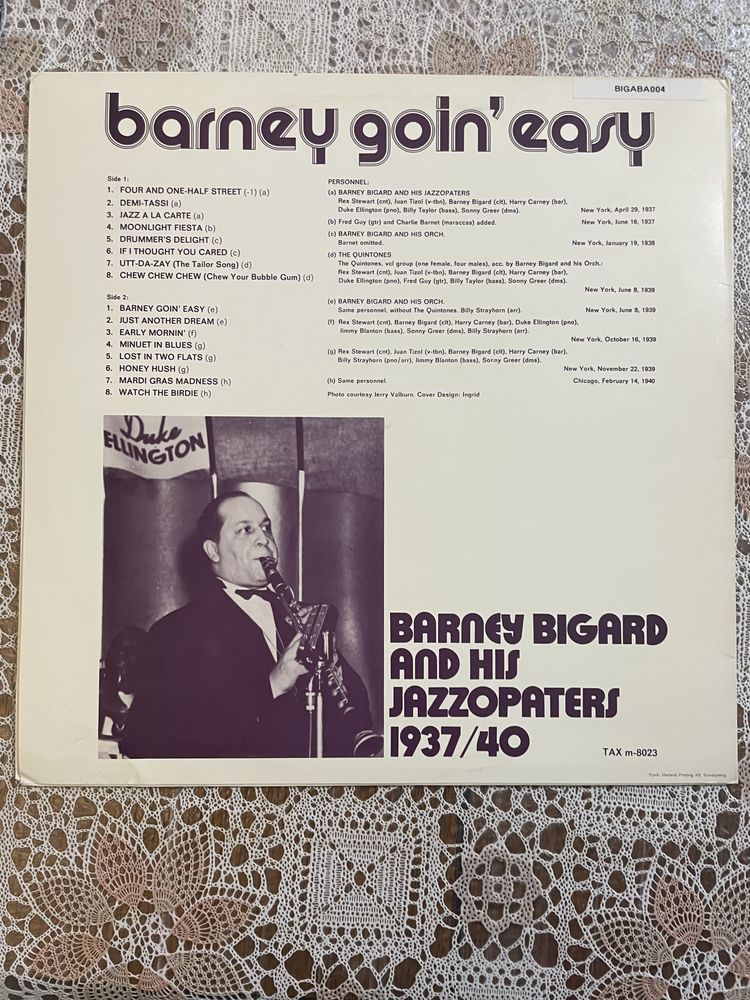 BIGABA004
barney goin' easy
Side 1:
1. FOUR AND ONE-HALF STREET (-1) (a)
2. DEMI-TASSI (a)
3. JAZZ A LA CARTE (a)
4. MOONLIGHT FIESTA (b)
5. DRUMMER'S DELIGHT (c)
6. IF I THOUGHT YOU CARED (c)
7. UTT-DA-ZAY (The Tailor Song) (d)
8. CHEW CHEW CHEW (Chew Your Bubble Gum) (d)
Side 2:
1. BARNEY GOIN' EASY (e)
2. JUST ANOTHER DREAM (e)
3. EARLY MORNIN' (f)
4. MINUET IN BLUES (g)
5. LOST IN TWO FLATS (g)
6. HONEY HUSH (g)
7. MARDI GRAS MADNESS (h)
8. WATCH THE BIRDIE (h)
PERSONNEL:
(a) BARNEY BIGARD AND HIS JAZZOPATERS
Rex Stewart (cnt), Juan Tizol (v-tbn), Barney Bigard (clt), Harry Carney (bar),
Duke Ellington (pno), Billy Taylor (bass), Sonny Greer (dms). New York, April 29, 1937
(b) Fred Guy (gtr) and Charlie Barnet (maraccas) added. New York, June 16, 1937
(c) BARNEY BIGARD AND HIS ORCH.
Barnet omitted. New York, January 19, 1938
(d) THE QUINTONES
The Quintones, vcl group (one female, four males), acc. by Barney Bigard and his Orch.:
Rex Stewart (cnt), Juan Tizol (v-tbn), Barney Bigard (clt), Harry Carney (bar),
Duke Ellington (pno), Fred Guy (gtr), Billy Taylor (bass), Sonny Greer (dms).
New York, June 8, 1939
(e) BARNEY BIGARD AND HIS ORCH.
Same personnel, without The Quintones. Billy Strayhorn (arr). New York, June 8, 1939
(f) Rex Stewart (cnt), Barney Bigard (clt), Harry Carney (bar), Duke Ellington (pno),
Jimmy Blanton (bass), Sonny Greer (dms), Billy Strayhorn (arr).
New York, October 16, 1939
(g) Rex Stewart (cnt), Juan Tizol (v-tbn), Barney Bigard (clt), Harry Carney (bar),
Billy Strayhorn (pno/arr), Jimmy Blanton (bass), Sonny Greer (dms).
New York, November 22, 1939
(h) Same personnel. Chicago, February 14, 1940
Photo courtesy Jerry Valburn. Cover Design: Ingrid
Duke
ELLINGTON
BARNEY BIGARD
AND HIS
JAZZOPATERS
1937/40
TAX m-8023
Tryck: General Printing AB, Sundbyberg